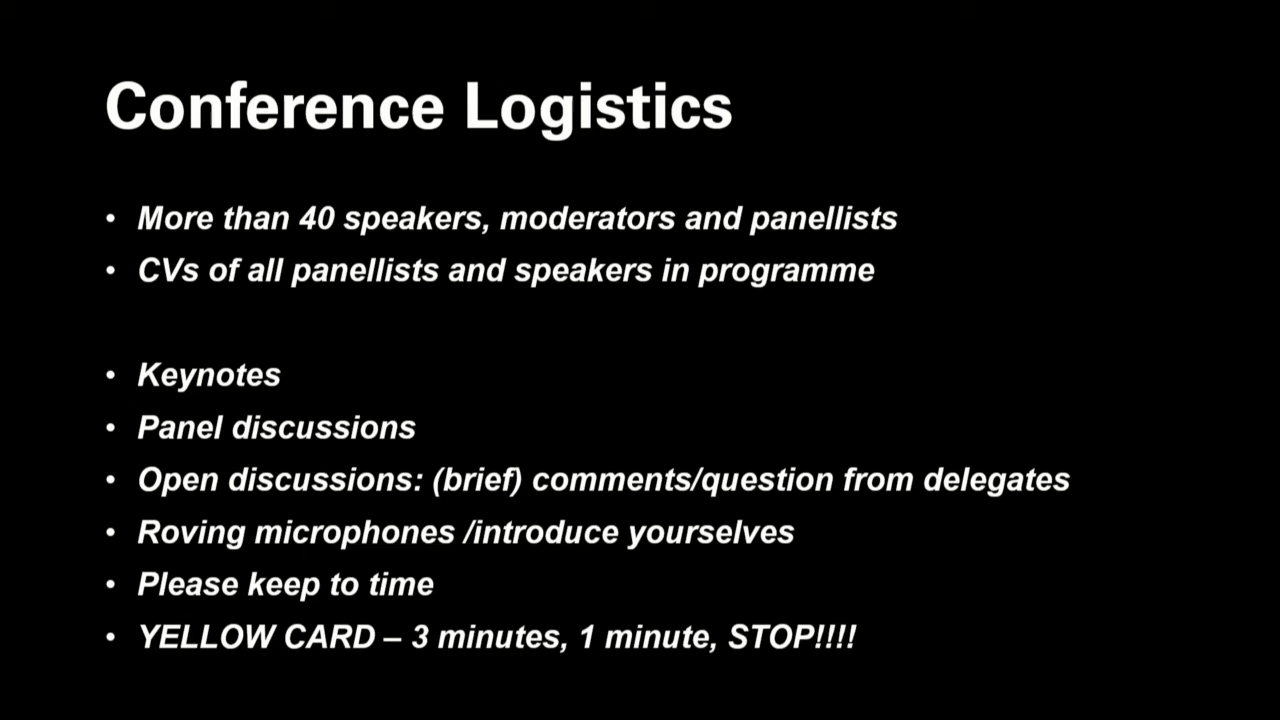 Conference Logistics
• More than 40 speakers, moderators and panellists
• CVs of all panellists and speakers in programme
• Keynotes
• Panel discussions
• Open discussions: (brief) comments/question from delegates
• Roving microphones /introduce yourselves
• Please keep to time
• YELLOW CARD – 3 minutes, 1 minute, STOP!!!!